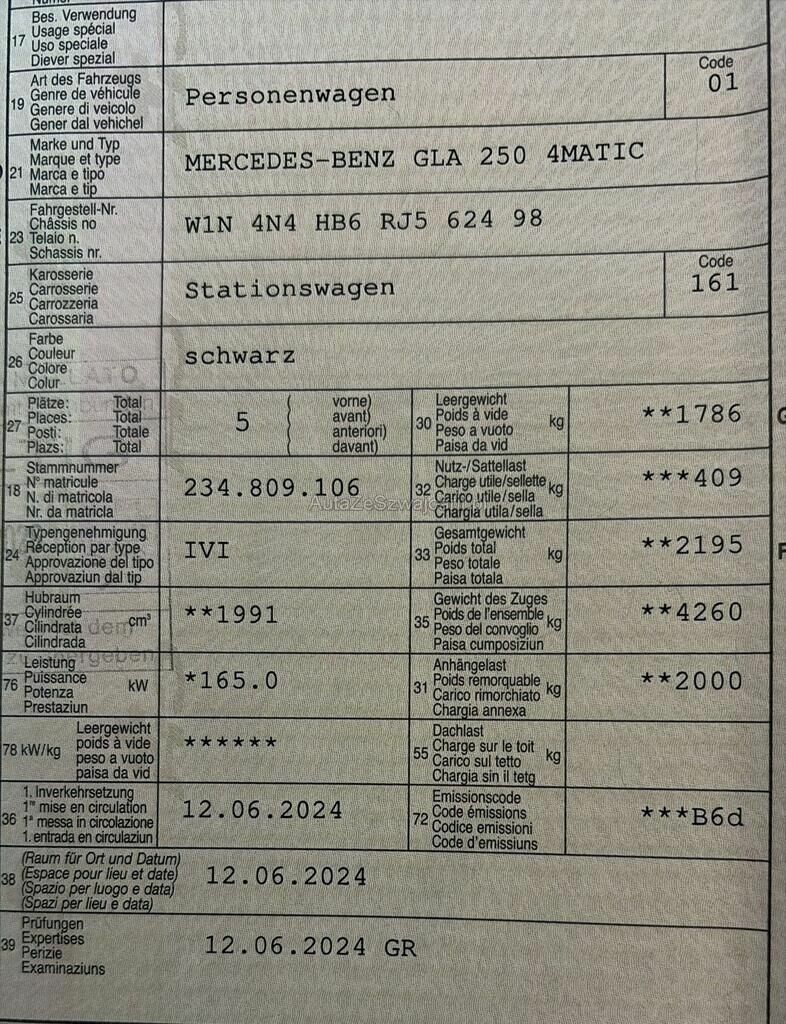 17 Bes. Verwendung
Usage spécial
Uso speciale
Diever spezial
19 Art des Fahrzeugs
Genre de véhicule
Genere di veicolo
Gener dal vehichel
Personenwagen
Code
01
21 Marke und Typ
Marque et type
Marca e tipo
Marca e tip
MERCEDES-BENZ GLA 250 4MATIC
23 Fahrgestell-Nr.
Châssis no
Telaio n.
Schassis nr.
W1N 4N4 HB6 RJ5 624 98
25 Karosserie
Carrosserie
Carrozzeria
Carossaria
Stationswagen
Code
161
26 Farbe
Couleur
Colore
Colur
schwarz
27 Plätze: Total
Places: Total
Posti: Totale
Plazs: Total
5
( vorne)
avant)
anteriori)
davant)
30 Leergewicht
Poids à vide
Peso a vuoto
Paisa da vid
kg
**1786
18 Stammnummer
N° matricule
N. di matricola
Nr. da matricla
234.809.106
32 Nutz-/Sattellast
Charge utile/sellette
Carico utile/sella
Chargia utila/sella
kg
***409
24 Typengenehmigung
Réception par type
Approvazione del tipo
Approvaziun dal tip
IVI
33 Gesamtgewicht
Poids total
Peso totale
Paisa totala
kg
**2195
37 Hubraum
Cylindrée
Cilindrata
Cilindrada
cm³
**1991
35 Gewicht des Zuges
Poids de l'ensemble
Peso del convoglio
Paisa cumposiziun
kg
**4260
76 Leistung
Puissance
Potenza
Prestaziun
kW
*165.0
31 Anhängelast
Poids remorquable
Carico rimorchiato
Chargia annexa
kg
**2000
78 kW/kg
Leergewicht
poids à vide
peso a vuoto
paisa da vid
******
55 Dachlast
Charge sur le toit
Carico sul tetto
Chargia sin il tetg
kg
36 1. Inverkehrsetzung
1re mise en circulation
1a messa in circolazione
1. entrada en circulaziun
12.06.2024
72 Emissionscode
Code émissions
Codice emissioni
Code d'emissiuns
***B6d
38 (Raum für Ort und Datum)
(Espace pour lieu et date)
(Spazio per luogo e data)
(Spazi per lieu e data)
12.06.2024
39 Prüfungen
Expertises
Perizie
Examinaziuns
12.06.2024 GR